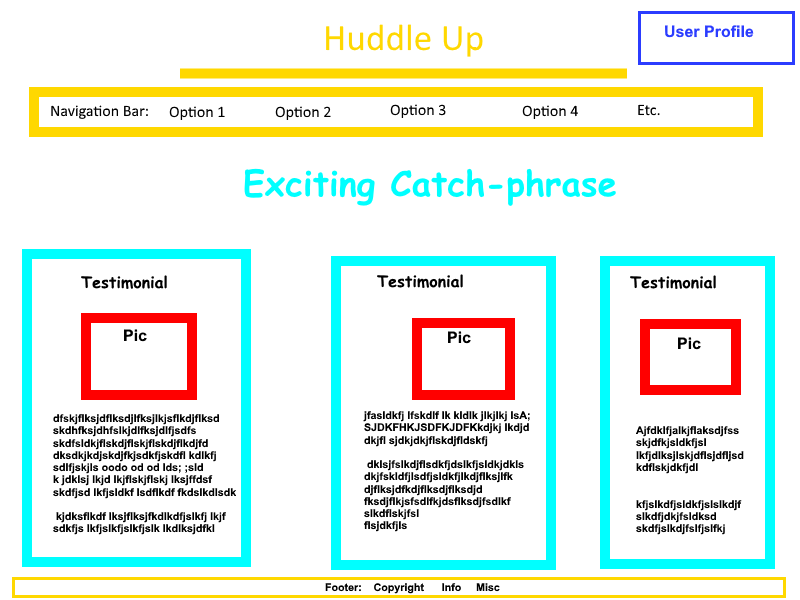 Huddle Up
User Profile
Navigation Bar: Option 1 Option 2 Option 3 Option 4 Etc.
Exciting Catch-phrase
Testimonial
Pic
dfskjflksjdflksdjlfksjlkjsflkdjflksd
skdhfksjdhfslkjdlfksjdlfjsdfs
skdfsldkjflskdjflskjflskdjflkdjfd
dksdkjkdjskdjfkjsdkfjskdfl kdlkfj
sdlfjskjls oodo od od lds; ;sld
k jdklsj lkjd lkjflskjflskj lksjffdsf
skdfjsd lkfjsldkf lsdflkdf fkdslkdlsdk
kjdksflkdf lksjflksjfkdlkdfjslkfj lkjf
sdkfjs lkfjslkfjslkfjslk lkdlksjdfkl
Testimonial
Pic
jfasldkfj lfskdlf lk kldlk jlkjlkj lsA;
SJDKFHKJSDFKJDFKkdjkj lkdjd
dkjfl sjdkjdkjflskdjfldskfj
dklsjfslkdjflsdkfjdslkfjsldkjdkls
dkjfskldfjlsdfjsldkfjlkdjflksjlfk
djflksjdfkdjflksdjflksdjd
fksdjflkjsfsdlfkjdsflksdjfsdlkf
slkdflskjfsl
flsjdkfjls
Testimonial
Pic
Ajfdklfjalkjflaksdjfss
skjdfkjsldkfjsl
lkfjdlksjlskjdflsjdfljsd
kdflskjdkfjdl
kfjslkdfjsldkfjslslkdjf
slkdfjdkjfsldksd
skdfjslkdjfslfjslfkj
Footer: Copyright Info Misc